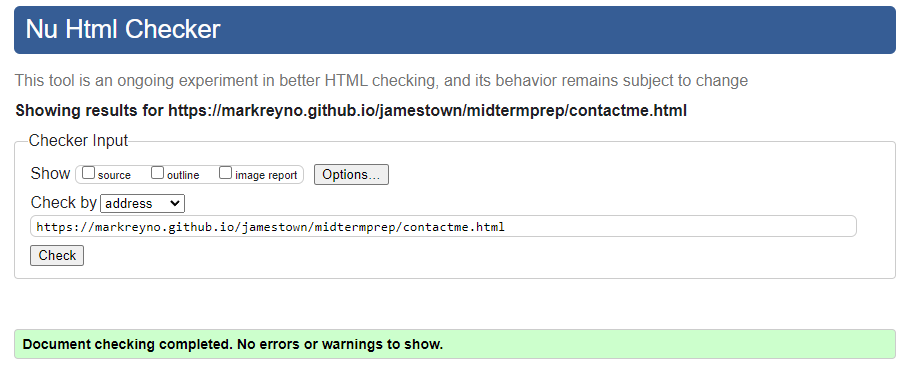 Nu Html Checker
This tool is an ongoing experiment in better HTML checking, and its behavior remains subject to change
Showing results for https://markreyno.github.io/jamestown/midtermprep/contactme.html
Checker Input
Show source outline image report Options...
Check by address
https://markreyno.github.io/jamestown/midtermprep/contactme.html
Check
Document checking completed. No errors or warnings to show.